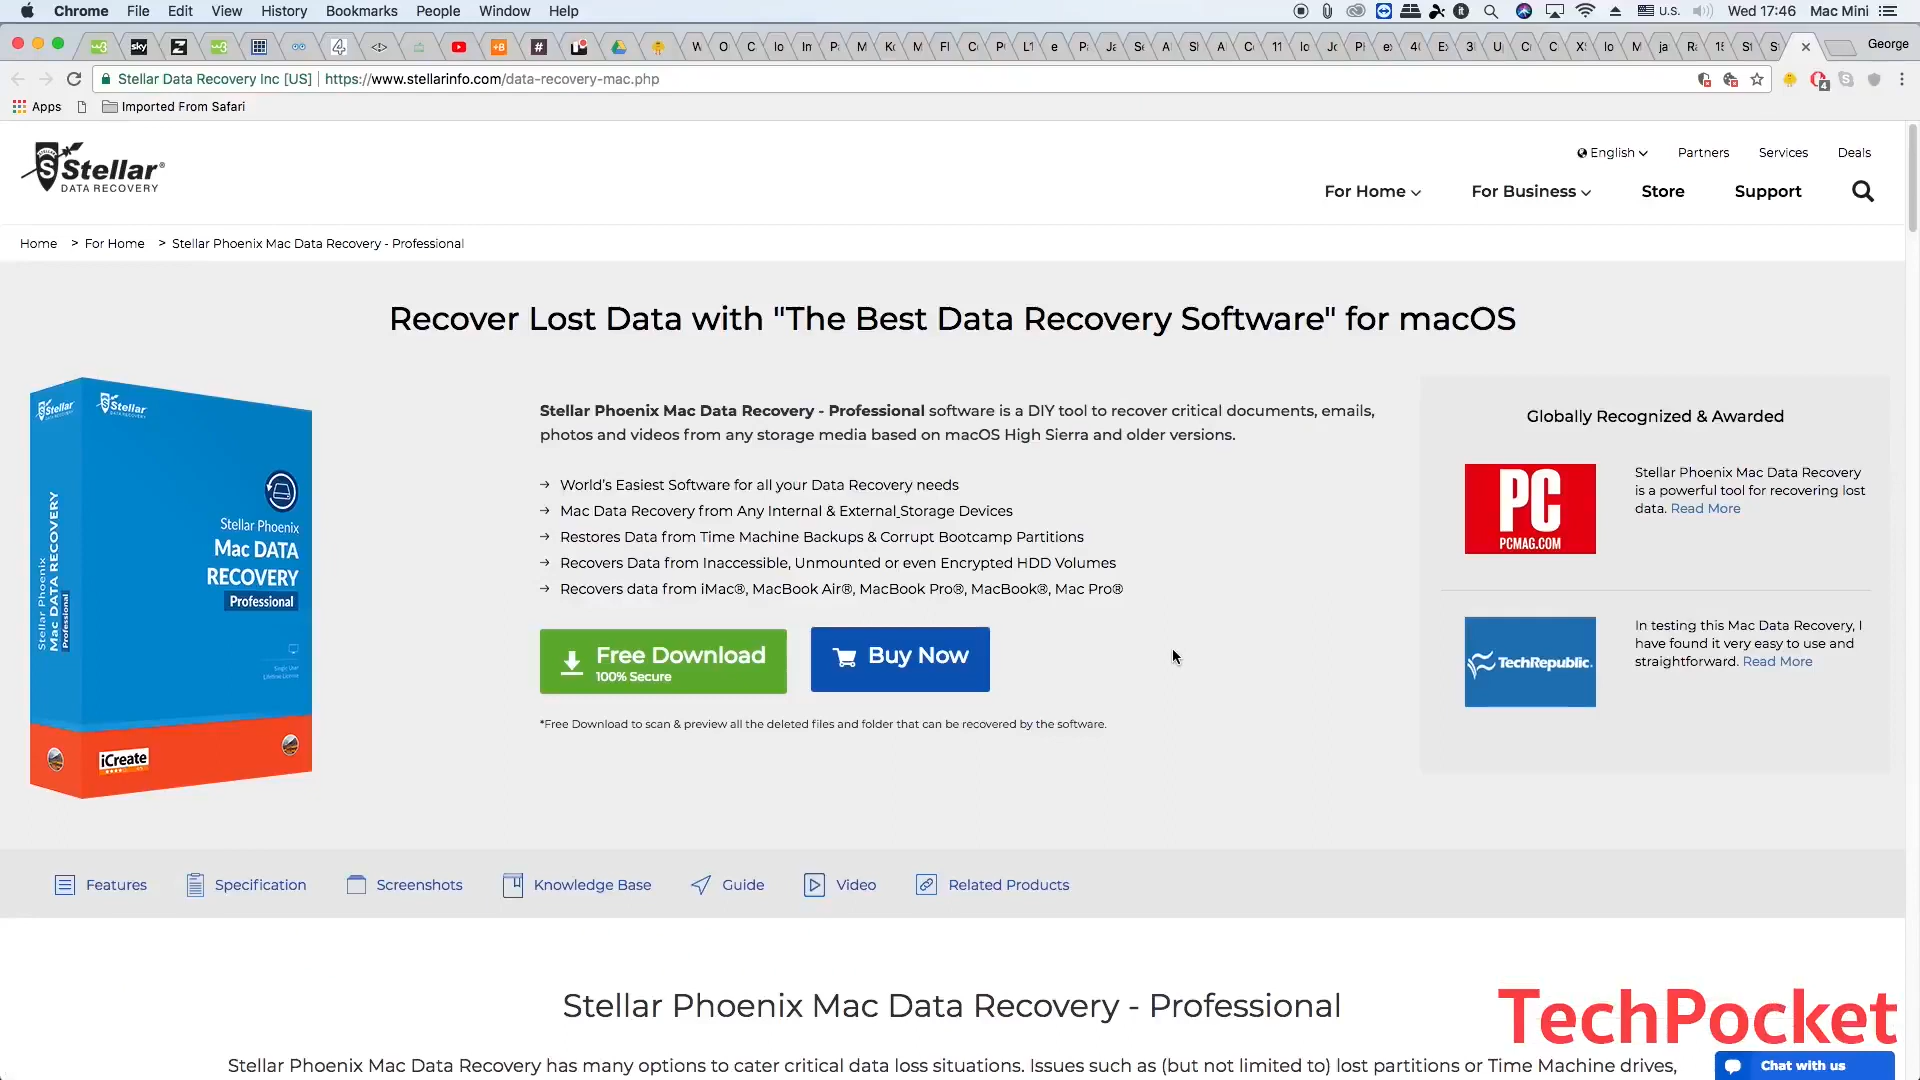 Chrome File Edit View History Bookmarks People Window Help U.S. Wed 17:46 Mac Mini
George
Stellar Data Recovery Inc [US] https://www.stellarinfo.com/data-recovery-mac.php
Apps Imported From Safari
Stellar®
DATA RECOVERY
English Partners Services Deals
For Home For Business Store Support
Home > For Home > Stellar Phoenix Mac Data Recovery - Professional
Recover Lost Data with "The Best Data Recovery Software" for macOS
Stellar Phoenix Mac Data Recovery - Professional software is a DIY tool to recover critical documents, emails,
photos and videos from any storage media based on macOS High Sierra and older versions.
→ World's Easiest Software for all your Data Recovery needs
→ Mac Data Recovery from Any Internal & External Storage Devices
→ Restores Data from Time Machine Backups & Corrupt Bootcamp Partitions
→ Recovers Data from Inaccessible, Unmounted or even Encrypted HDD Volumes
→ Recovers data from iMac®, MacBook Air®, MacBook Pro®, MacBook®, Mac Pro®
Free Download
100% Secure
Buy Now
*Free Download to scan & preview all the deleted files and folder that can be recovered by the software.
Stellar
DATA RECOVERY
Stellar Phoenix
Mac DATA
RECOVERY
Professional
Stellar Phoenix
Mac DATA RECOVERY
Professional
iCreate
Globally Recognized & Awarded
PC
PCMAG.COM
Stellar Phoenix Mac Data Recovery
is a powerful tool for recovering lost
data. Read More
TechRepublic.
In testing this Mac Data Recovery, I
have found it very easy to use and
straightforward. Read More
Features Specification Screenshots Knowledge Base Guide Video Related Products
Stellar Phoenix Mac Data Recovery - Professional
Stellar Phoenix Mac Data Recovery has many options to cater critical data loss situations. Issues such as (but not limited to) lost partitions or Time Machine drives,
TechPocket
Chat with us